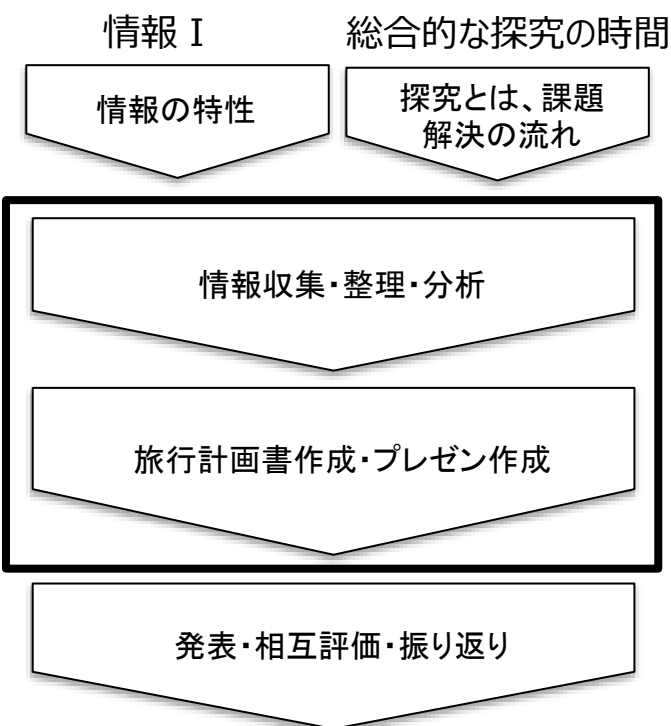 情報Ⅰ
総合的な探究の時間
情報の特性
探究とは、課題
解決の流れ
情報収集・整理・分析
旅行計画書作成・プレゼン作成
発表・相互評価・振り返り